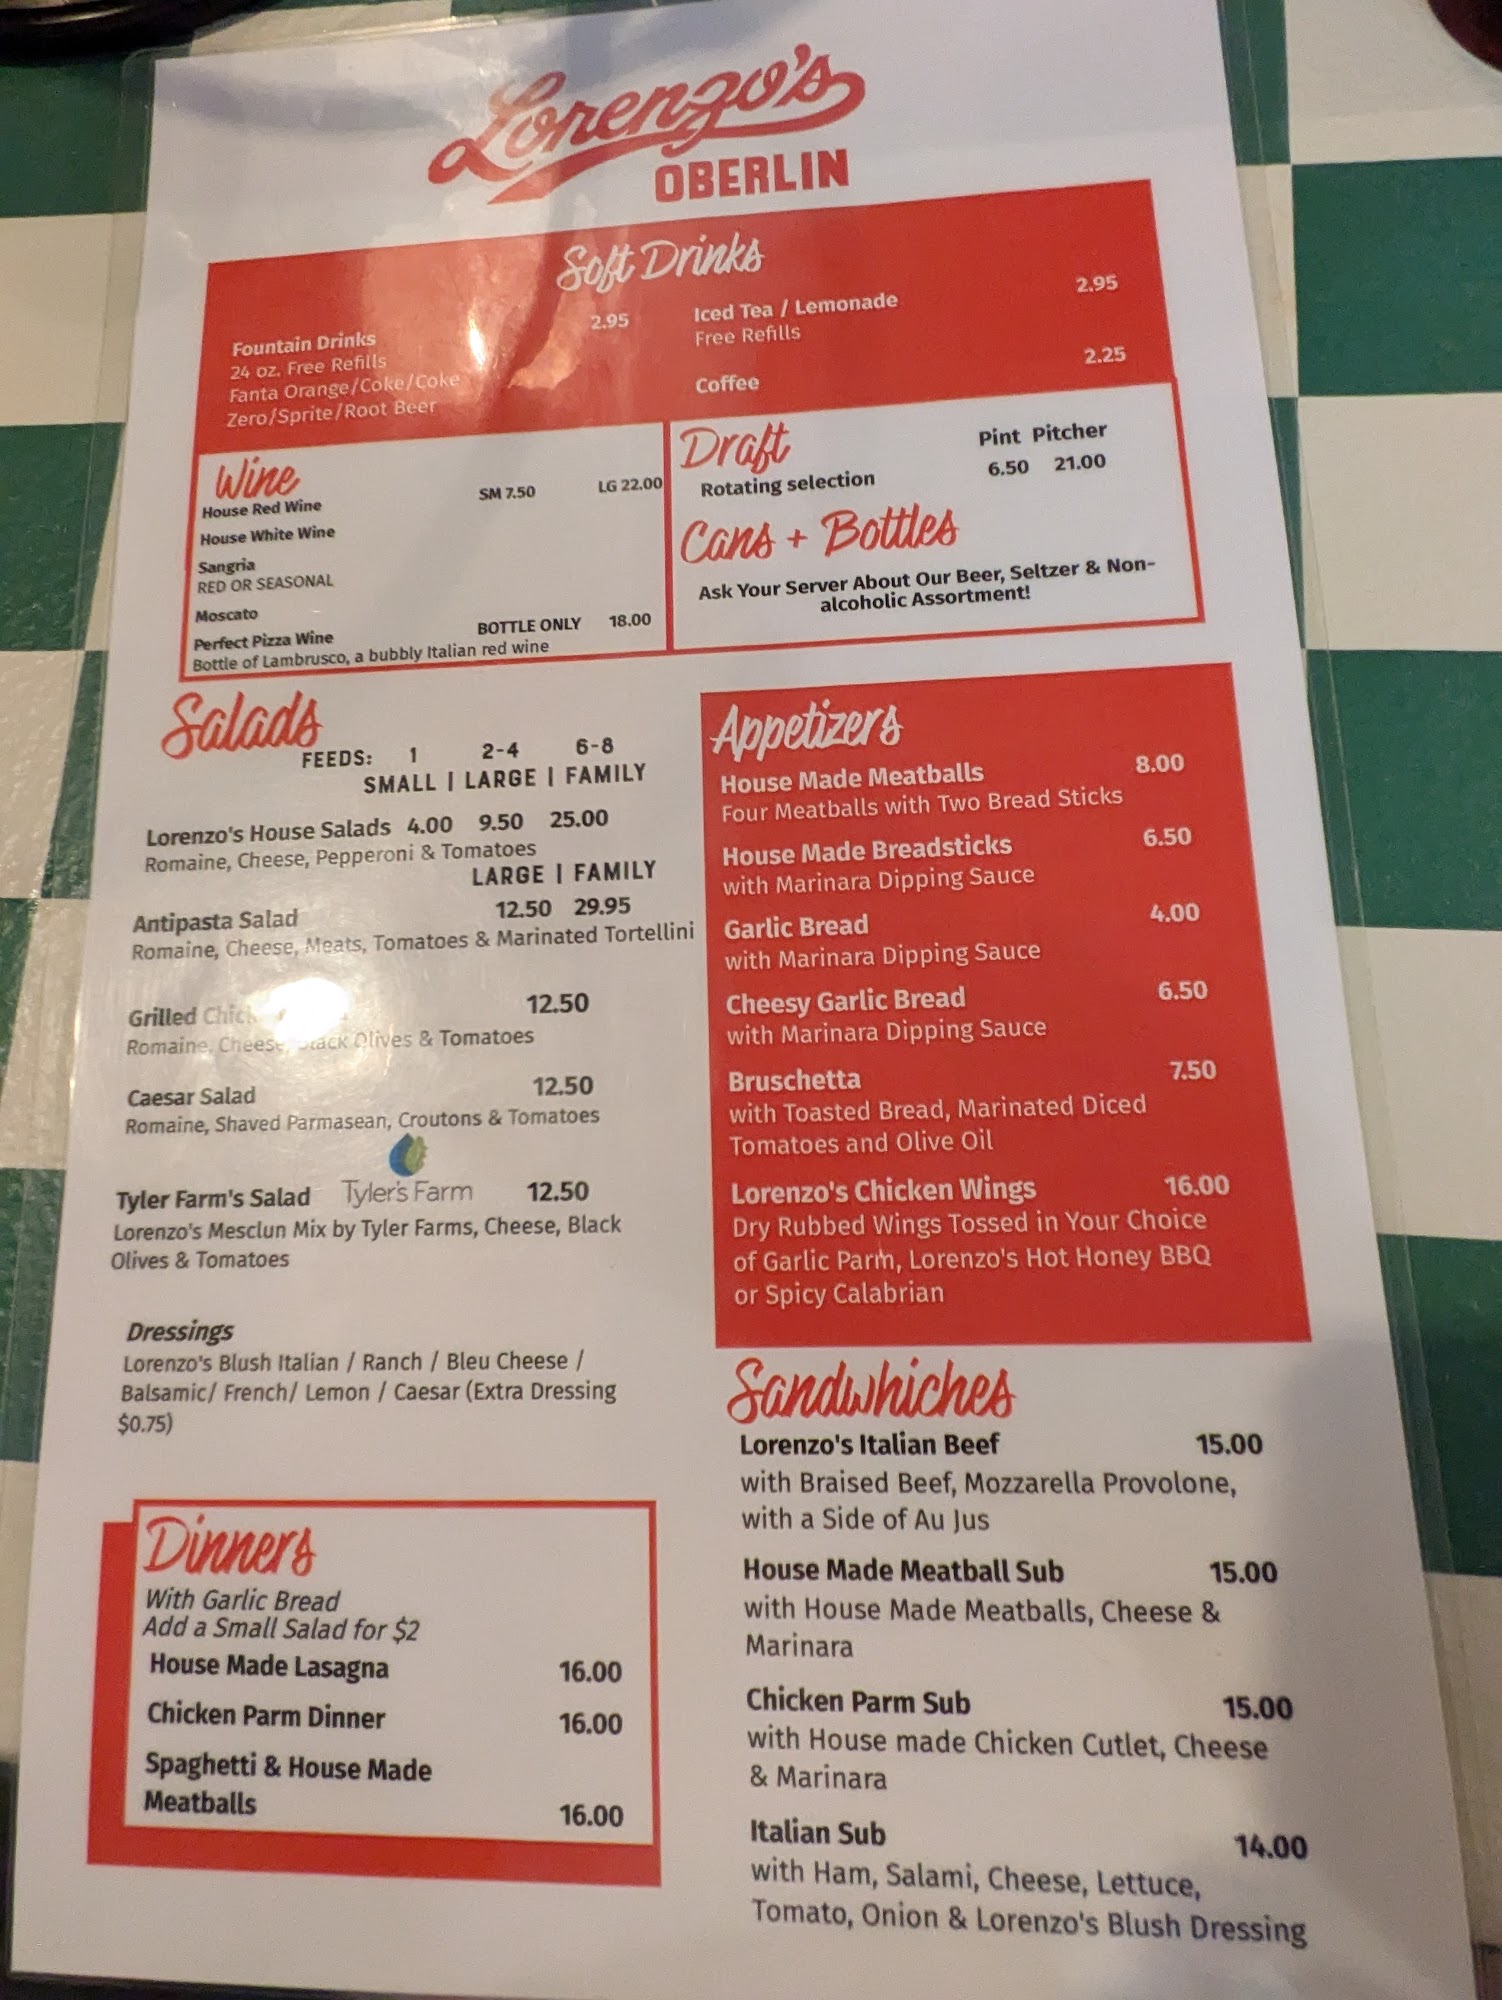 Lorenzo's
OBERLIN
Soft Drinks
Fountain Drinks 2.95
24 oz. Free Refills
Fanta Orange/Coke/Coke
Zero/Sprite/Root Beer
Iced Tea / Lemonade 2.95
Free Refills
Coffee 2.25
Wine
House Red Wine SM 7.50 LG 22.00
House White Wine
Sangria
RED OR SEASONAL
Moscato
Perfect Pizza Wine BOTTLE ONLY 18.00
Bottle of Lambrusco, a bubbly Italian red wine
Draft Pint Pitcher
Rotating selection 6.50 21.00
Cans + Bottles
Ask Your Server About Our Beer, Seltzer & Non-
alcoholic Assortment!
Salads
FEEDS: 1 2-4 6-8
SMALL | LARGE | FAMILY
Lorenzo's House Salads 4.00 9.50 25.00
Romaine, Cheese, Pepperoni & Tomatoes
LARGE | FAMILY
Antipasta Salad 12.50 29.95
Romaine, Cheese, Meats, Tomatoes & Marinated Tortellini
Grilled 12.50
Romaine, Cheese, Black Olives & Tomatoes
Caesar Salad 12.50
Romaine, Shaved Parmasean, Croutons & Tomatoes
Tyler Farm's Salad Tyler's Farm 12.50
Lorenzo's Mesclun Mix by Tyler Farms, Cheese, Black
Olives & Tomatoes
Dressings
Lorenzo's Blush Italian / Ranch / Bleu Cheese /
Balsamic/ French/ Lemon / Caesar (Extra Dressing
$0.75)
Dinners
With Garlic Bread
Add a Small Salad for $2
House Made Lasagna 16.00
Chicken Parm Dinner 16.00
Spaghetti & House Made
Meatballs 16.00
Appetizers
House Made Meatballs 8.00
Four Meatballs with Two Bread Sticks
House Made Breadsticks 6.50
with Marinara Dipping Sauce
Garlic Bread 4.00
with Marinara Dipping Sauce
Cheesy Garlic Bread 6.50
with Marinara Dipping Sauce
Bruschetta 7.50
with Toasted Bread, Marinated Diced
Tomatoes and Olive Oil
Lorenzo's Chicken Wings 16.00
Dry Rubbed Wings Tossed in Your Choice
of Garlic Parm, Lorenzo's Hot Honey BBQ
or Spicy Calabrian
Sandwhiches
Lorenzo's Italian Beef 15.00
with Braised Beef, Mozzarella Provolone,
with a Side of Au Jus
House Made Meatball Sub 15.00
with House Made Meatballs, Cheese &
Marinara
Chicken Parm Sub 15.00
with House made Chicken Cutlet, Cheese
& Marinara
Italian Sub 14.00
with Ham, Salami, Cheese, Lettuce,
Tomato, Onion & Lorenzo's Blush Dressing